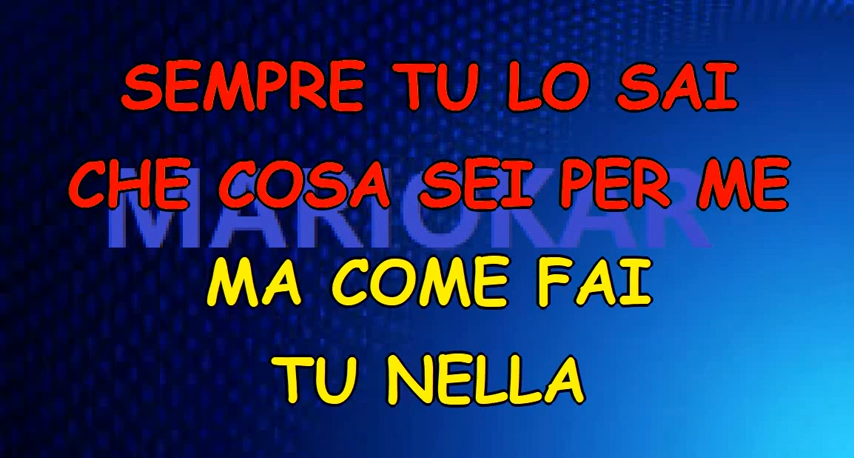 SEMPRE TU LO SAI
CHE COSA SEI PER ME
MARIOKAR
MA COME FAI
TU NELLA